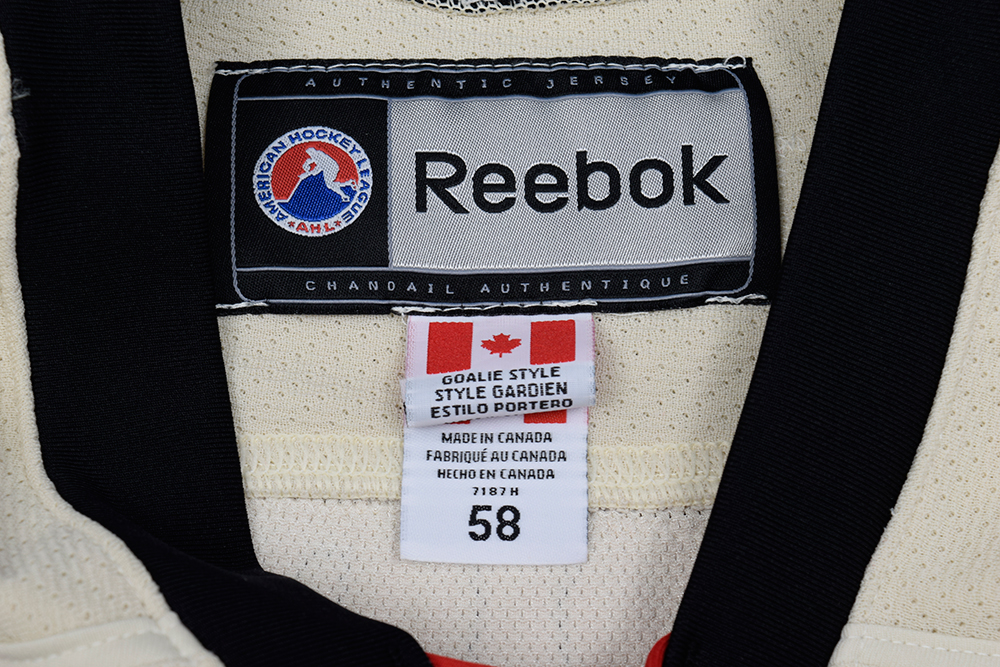 AUTHENTIC JERSEY
AMERICAN HOCKEY LEAGUE
*AHL*
Reebok
CHANDAIL AUTHENTIQUE
GOALIE STYLE
STYLE GARDIEN
ESTILO PORTERO
MADE IN CANADA
FABRIQUÉ AU CANADA
HECHO EN CANADA
7187H
58